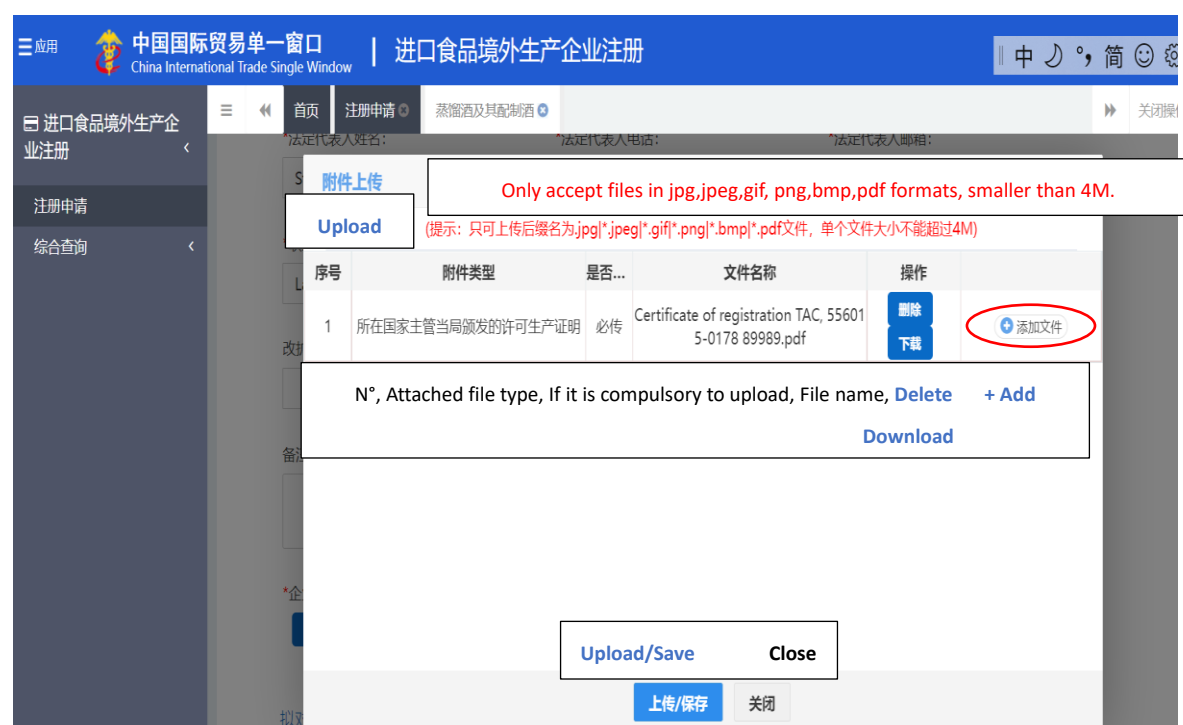 应用
中国国际贸易单一窗口
China International Trade Single Window
进口食品境外生产企业注册
中 简
进口食品境外生产企
业注册
首页 注册申请 蒸馏酒及其配制酒
关闭操作
注册申请
综合查询
*法定代表人姓名: *法定代表人电话: *法定代表人邮箱:
S
附件上传
Only accept files in jpg,jpeg,gif, png,bmp,pdf formats, smaller than 4M.
Upload
(提示：只可上传后缀名为.jpg|*.jpeg|*.gif|*.png|*.bmp|*.pdf文件，单个文件大小不能超过4M)
L
序号 附件类型 是否... 文件名称 操作
1 所在国家主管当局颁发的许可生产证明 必传 Certificate of registration TAC, 55601
5-0178 89989.pdf
删除
下载
添加文件
N°, Attached file type, If it is compulsory to upload, File name, Delete + Add
Download
备注
*企
Upload/Save Close
上传/保存 关闭